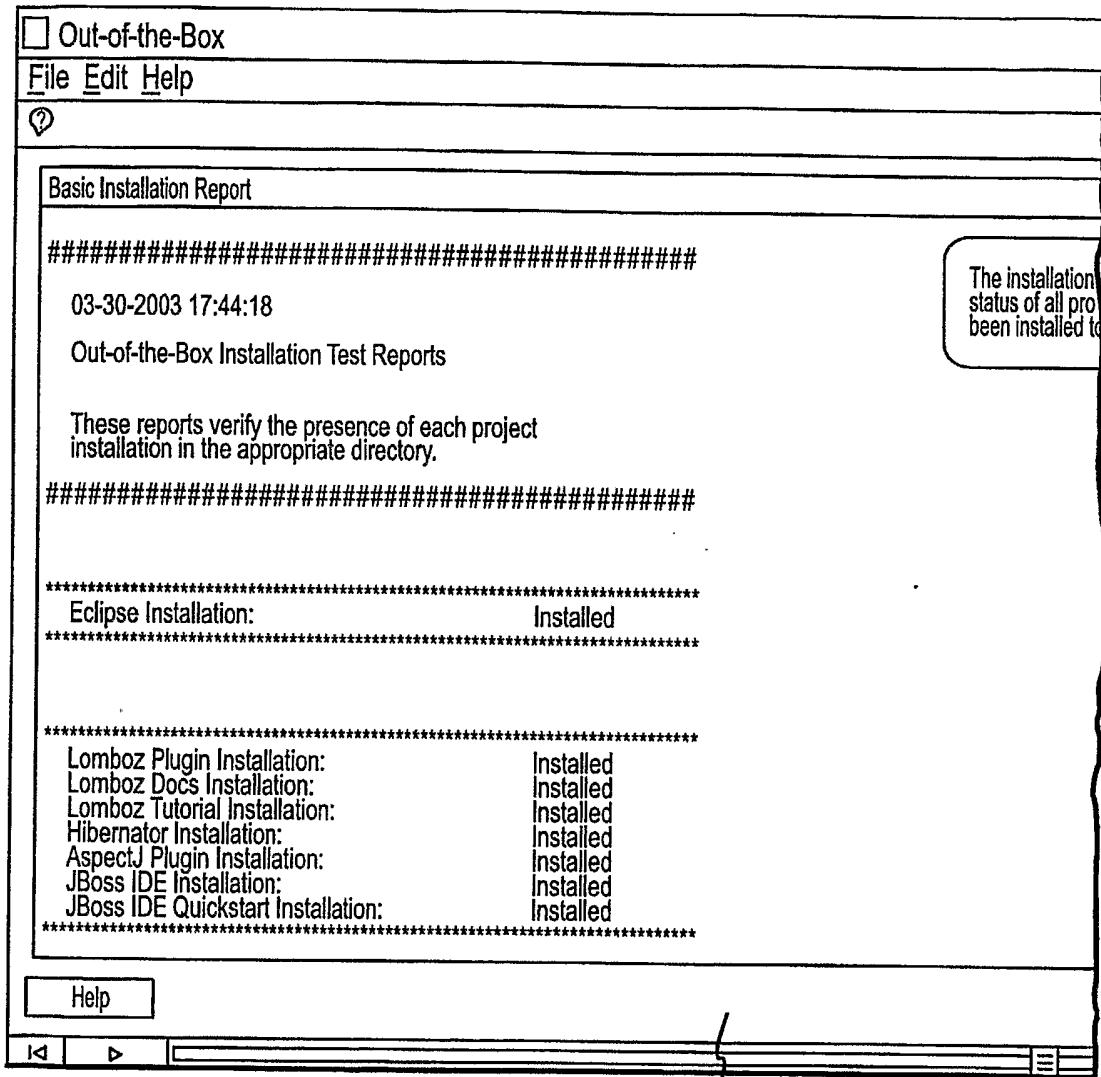 Out-of-the-Box
File Edit Help
?
Basic Installation Report
##############################################
03-30-2003 17:44:18
Out-of-the-Box Installation Test Reports
These reports verify the presence of each project
installation in the appropriate directory.
##############################################
The installation
status of all pro
been installed to
******************************************************************************
Eclipse Installation: Installed
******************************************************************************
******************************************************************************
Lomboz Plugin Installation: Installed
Lomboz Docs Installation: Installed
Lomboz Tutorial Installation: Installed
Hibernator Installation: Installed
AspectJ Plugin Installation: Installed
JBoss IDE Installation: Installed
JBoss IDE Quickstart Installation: Installed
******************************************************************************
Help